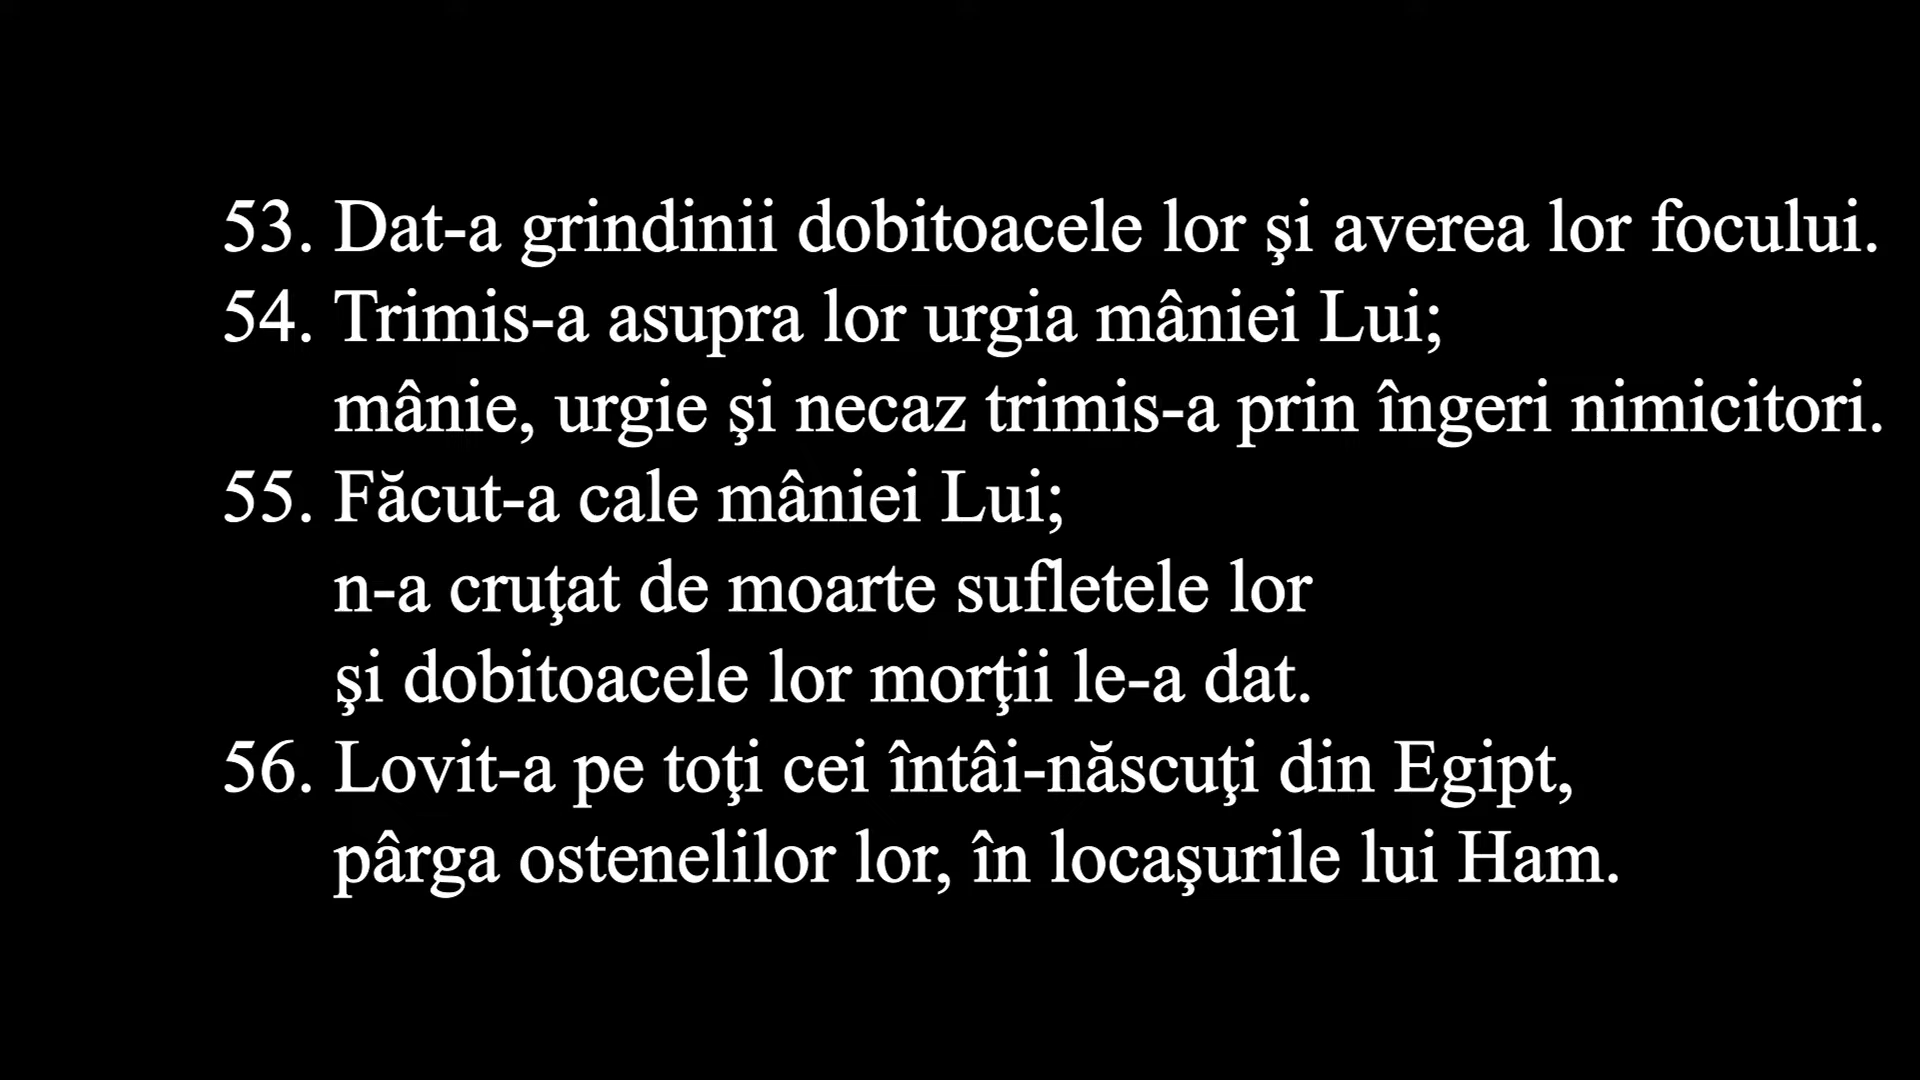 53. Dat-a grindinii dobitoacele lor şi averea lor focului.
54. Trimis-a asupra lor urgia mâniei Lui;
mânie, urgie şi necaz trimis-a prin îngeri nimicitori.
55. Făcut-a cale mâniei Lui;
n-a cruţat de moarte sufletele lor
şi dobitoacele lor morţii le-a dat.
56. Lovit-a pe toţi cei întâi-născuţi din Egipt,
pârga ostenelilor lor, în locaşurile lui Ham.